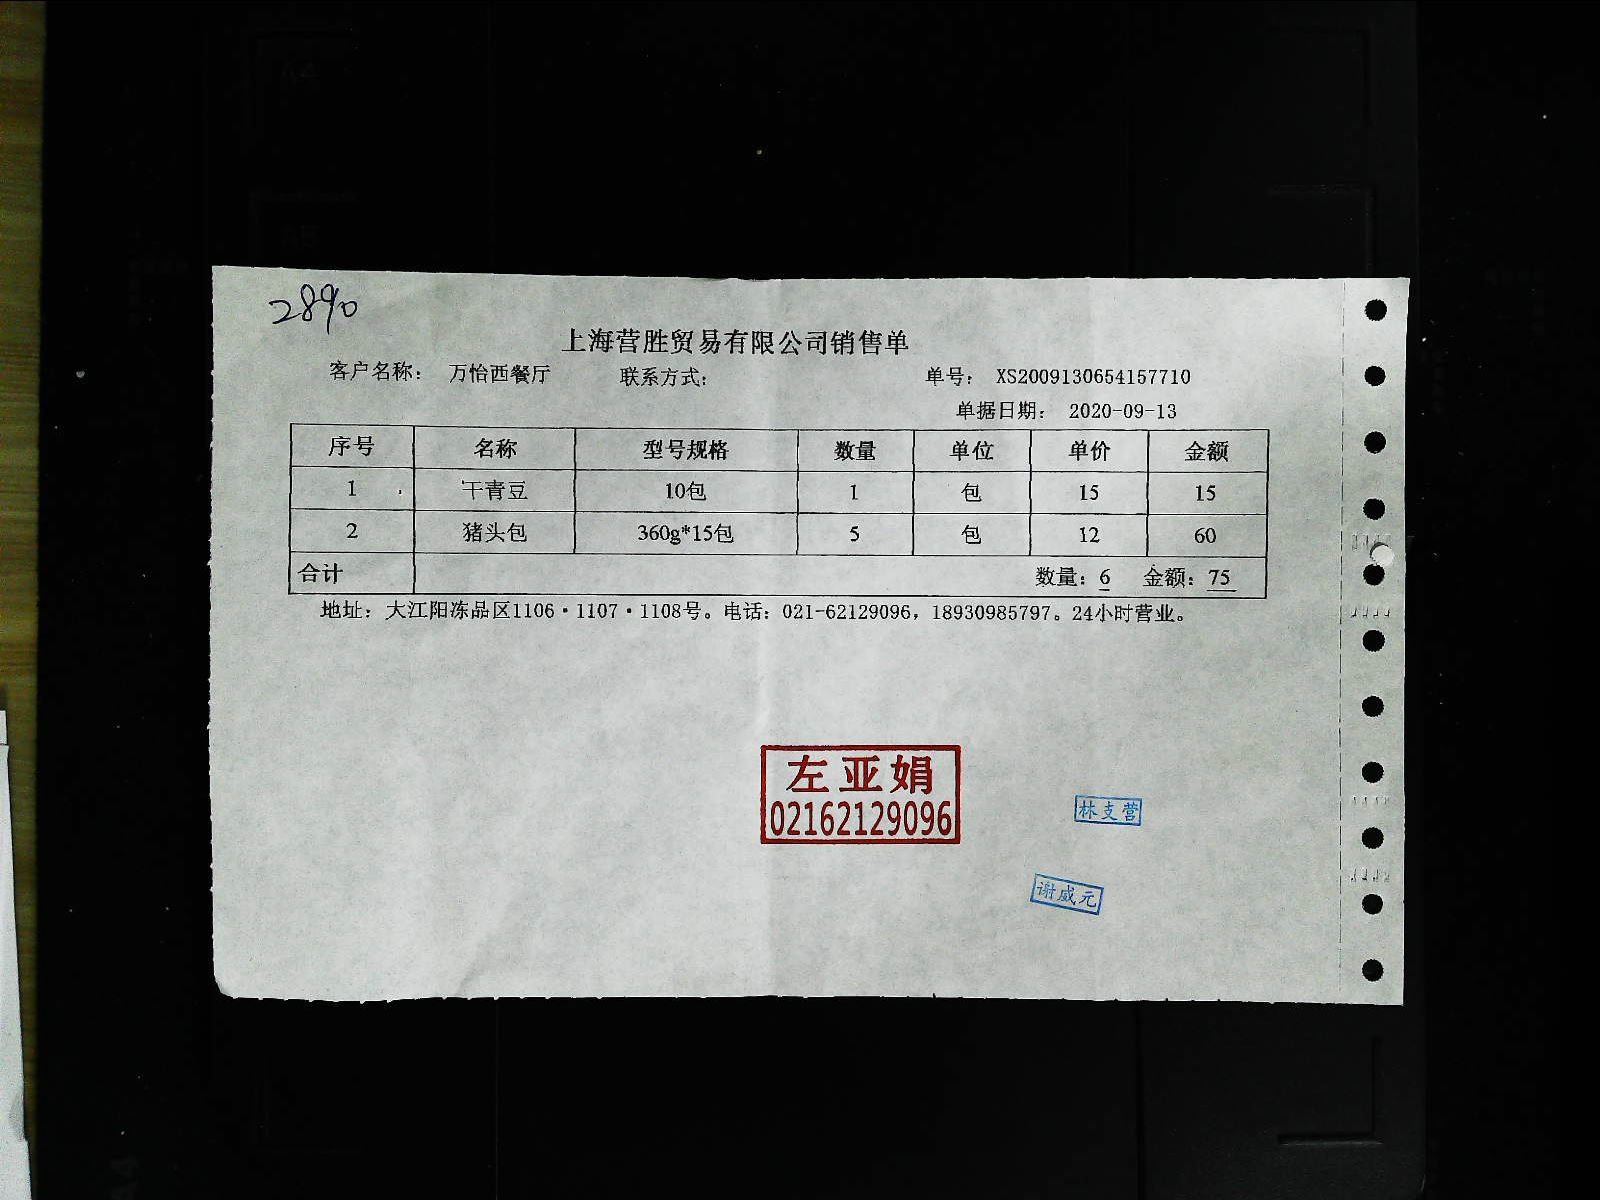 2890
上海营胜贸易有限公司销售单
客户名称： 万怡西餐厅 联系方式： 单号： XS2009130654157710
单据日期： 2020-09-13
序号 名称 型号规格 数量 单位 单价 金额
1 干青豆 10包 1 包 15 15
2 猪头包 360g*15包 5 包 12 60
合计 数量：6 金额：75
地址：大江阳冻品区1106·1107·1108号。电话：021-62129096，18930985797。24小时营业。
左亚娟
02162129096
林支营
谢威元